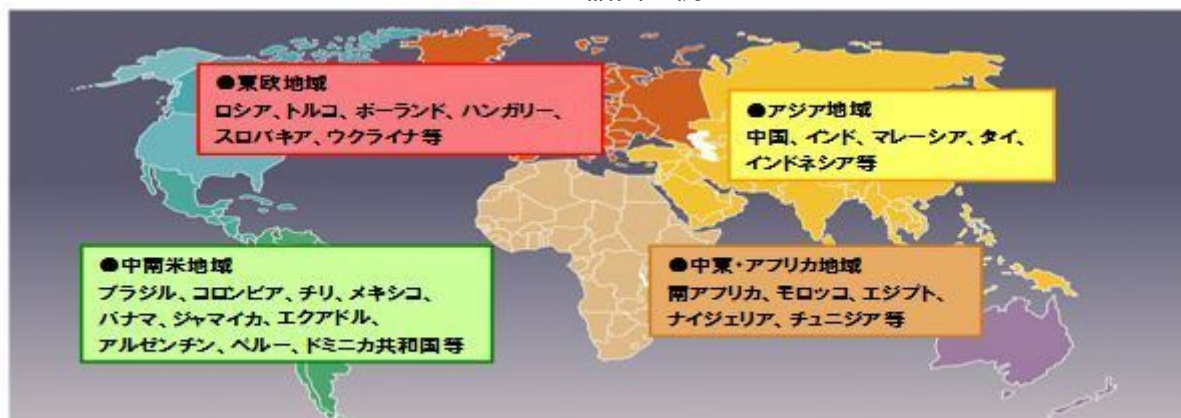 ●東欧地域
ロシア、トルコ、ポーランド、ハンガリー、
スロバキア、ウクライナ等
●アジア地域
中国、インド、マレーシア、タイ、
インドネシア等
●中南米地域
ブラジル、コロンビア、チリ、メキシコ、
パナマ、ジャマイカ、エクアドル、
アルゼンチン、ペルー、ドミニカ共和国等
●中東・アフリカ地域
南アフリカ、モロッコ、エジプト、
ナイジェリア、チュニジア等